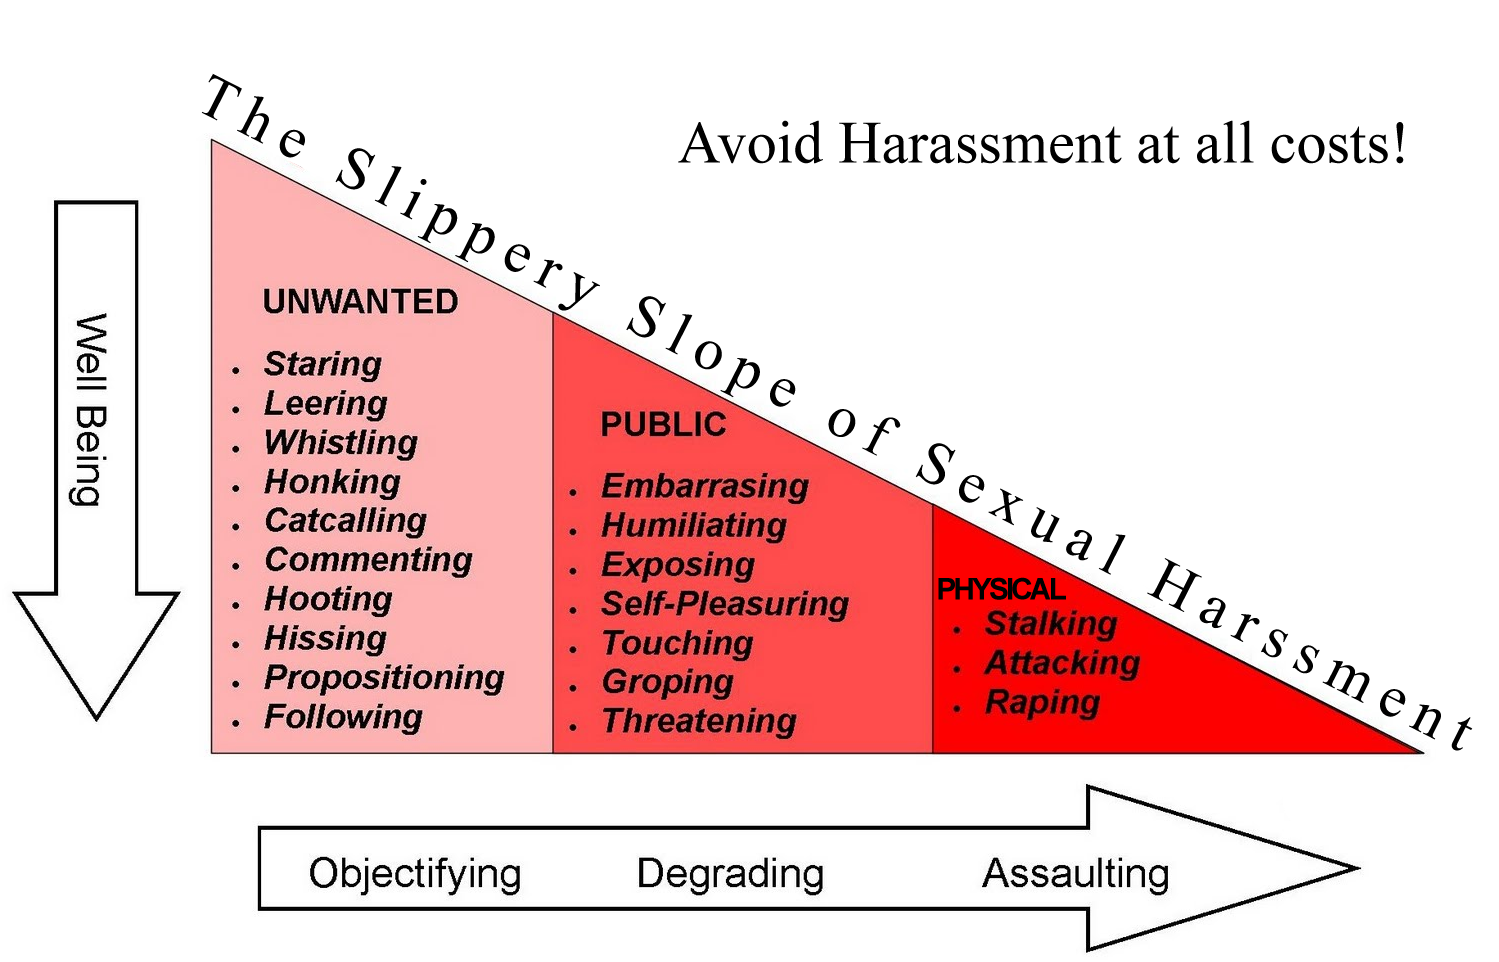 The Slippery Slope of Sexual Harssment
Avoid Harassment at all costs!
Well Being
UNWANTED
Staring
Leering
Whistling
Honking
Catcalling
Commenting
Hooting
Hissing
Propositioning
Following
PUBLIC
Embarrasing
Humiliating
Exposing
Self-Pleasuring
Touching
Groping
Threatening
PHYSICAL
Stalking
Attacking
Raping
Objectifying Degrading Assaulting